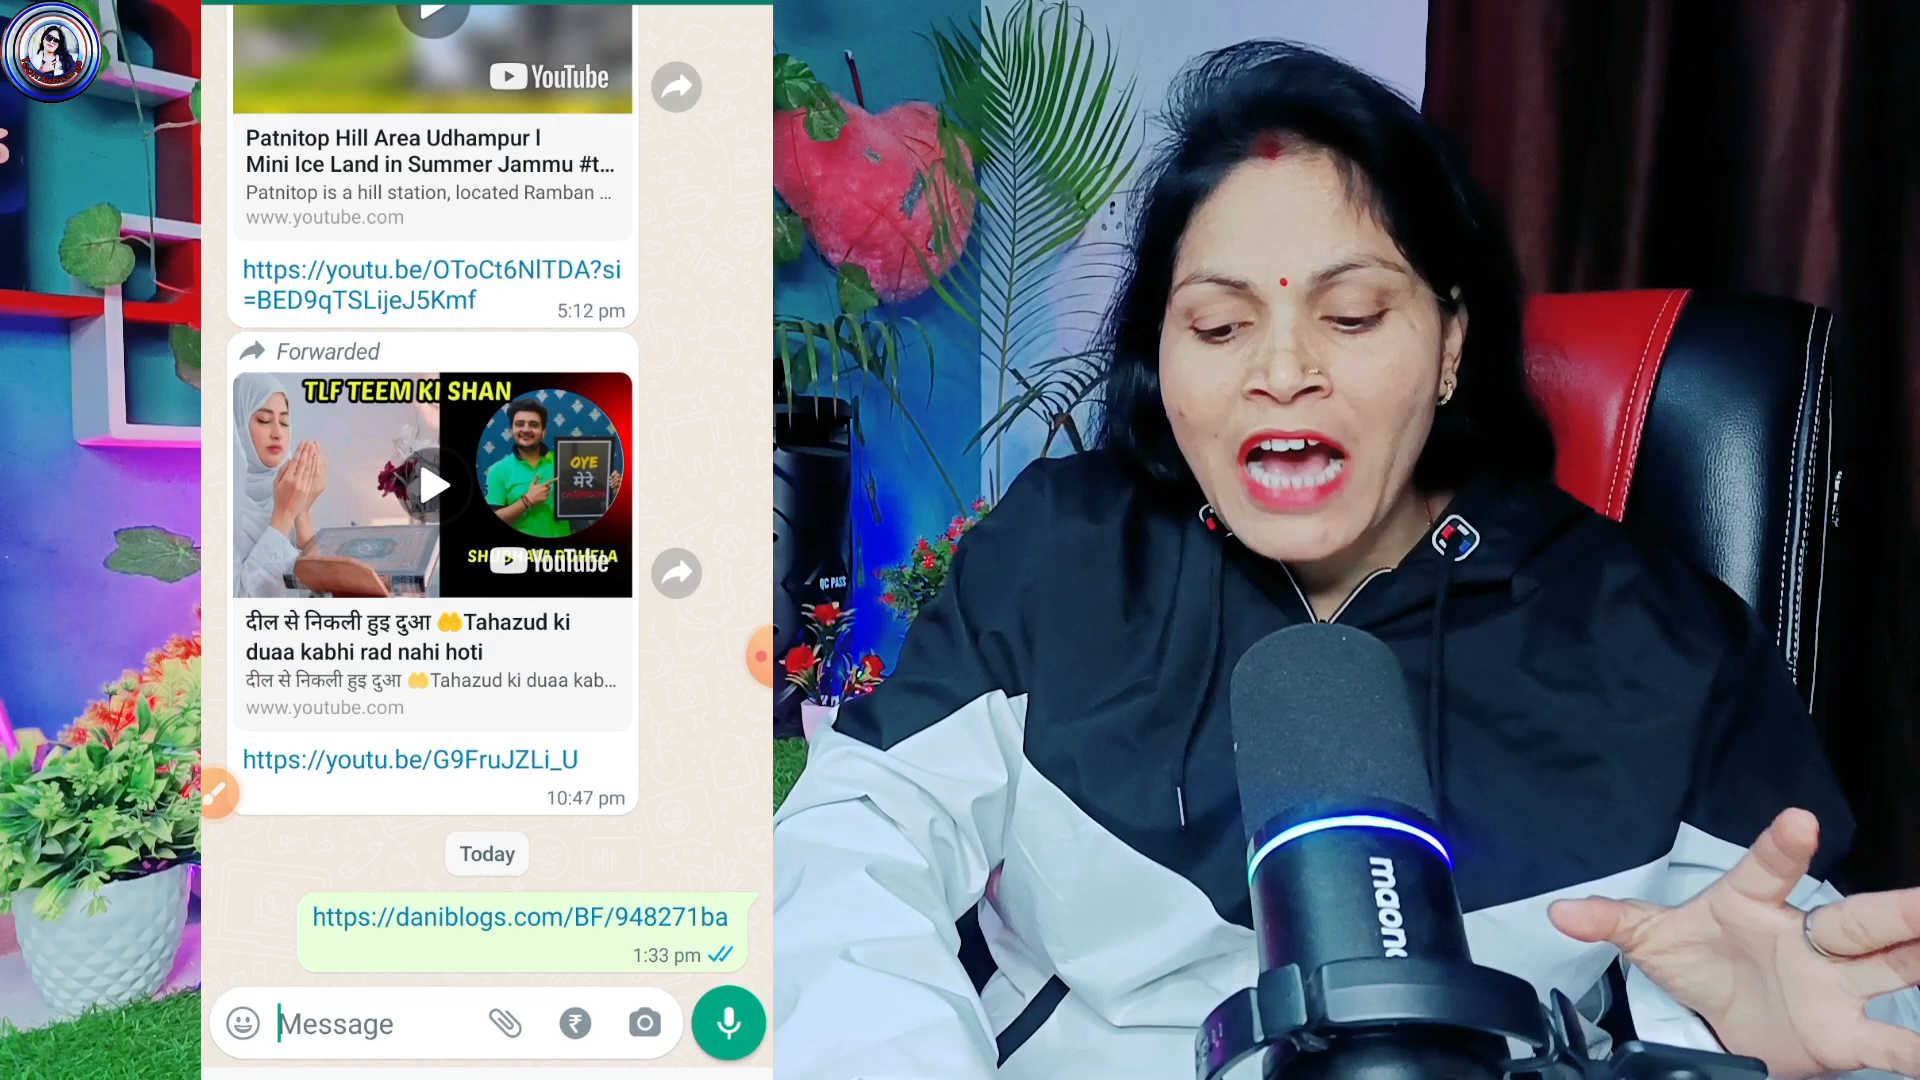 YouTube
Patnitop Hill Area Udhampur l
Mini Ice Land in Summer Jammu #t...
Patnitop is a hill station, located Ramban ...
www.youtube.com
https://youtu.be/OToCt6NlTDA?si
=BED9qTSLijeJ5Kmf
5:12 pm
Forwarded
TLF TEEM KI SHAN
OYE
मेरे
YouTube
दील से निकली हुइ दुआ 🤲Tahazud ki
duaa kabhi rad nahi hoti
दील से निकली हुइ दुआ 🤲Tahazud ki duaa kab...
www.youtube.com
https://youtu.be/G9FruJZLi_U
10:47 pm
Today
https://daniblogs.com/BF/948271ba
1:33 pm
Message
QC PASS
maono